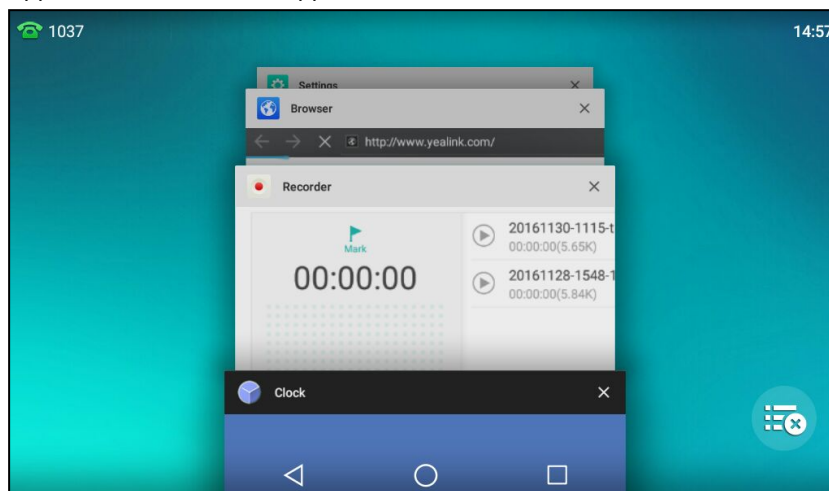 1037
14:57
Settings
Browser
http://www.yealink.com/
Recorder
Mark
00:00:00
20161130-1115-t
00:00:00(5.65K)
20161128-1548-1
00:00:00(5.84K)
Clock